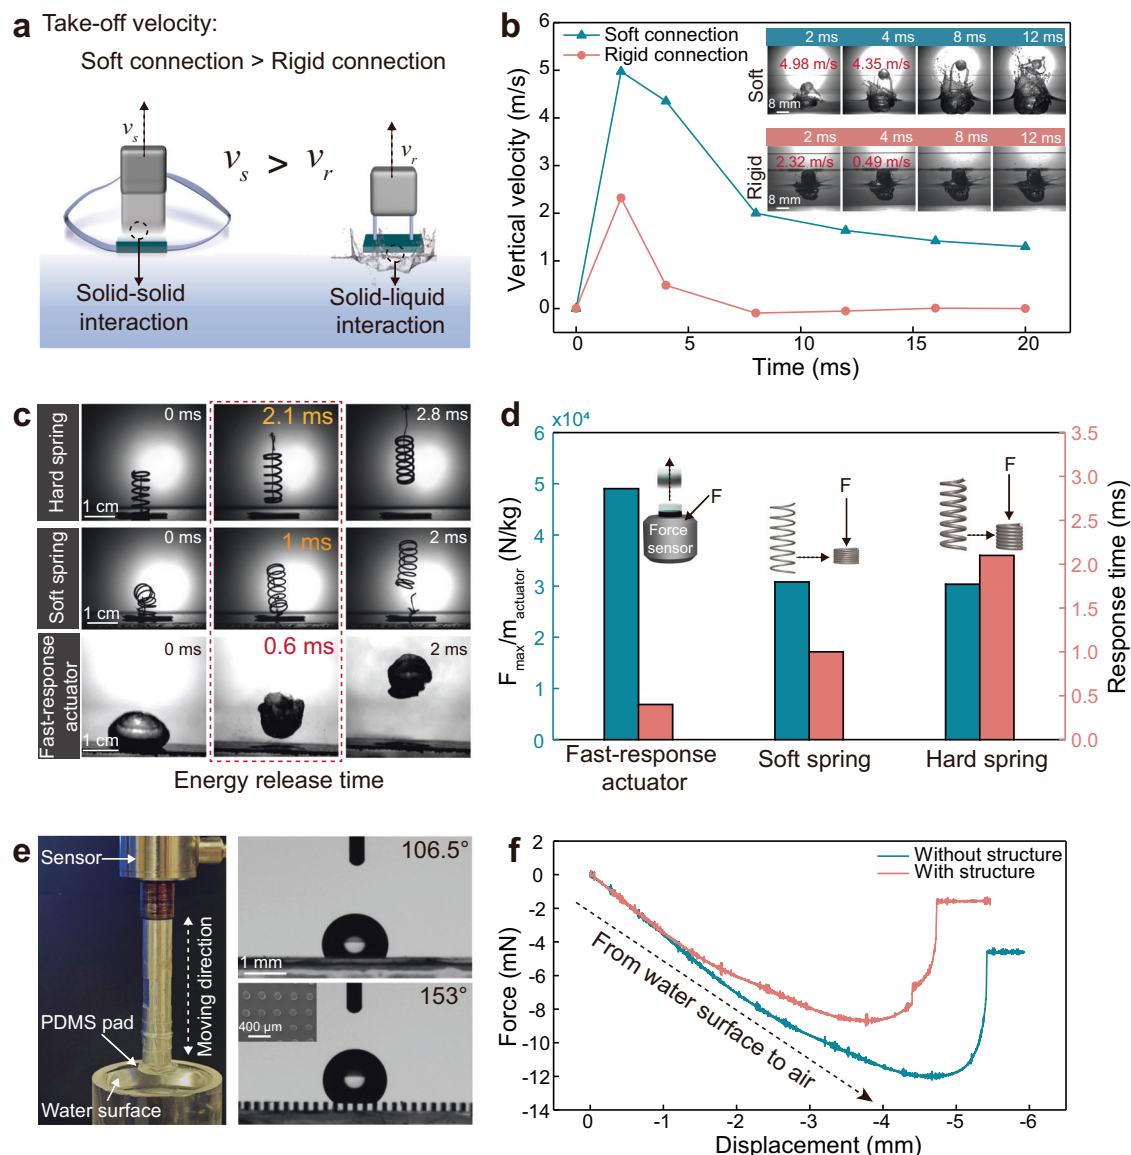 a Take-off velocity:
Soft connection > Rigid connection
v_s
v_s > v_r
v_r
Solid-solid
interaction
Solid-liquid
interaction
b
Vertical velocity (m/s)
6
5
4
3
2
1
0
Soft connection
Rigid connection
2 ms 4 ms 8 ms 12 ms
Soft
4.98 m/s 4.35 m/s
8 mm
2 ms 4 ms 8 ms 12 ms
Rigid
2.32 m/s 0.49 m/s
8 mm
0 5 10 15 20
Time (ms)
c
Hard spring
0 ms 2.1 ms 2.8 ms
1 cm
Soft spring
0 ms 1 ms 2 ms
1 cm
Fast-response
actuator
0 ms 0.6 ms 2 ms
1 cm
Energy release time
d
x10⁴
F_max/m_actuator (N/kg)
6
5
4
3
2
1
0
F
Force
sensor
F
F
3.5
3.0
2.5
2.0
1.5
1.0
0.5
0.0
Response time (ms)
Fast-response
actuator
Soft spring
Hard spring
e
Sensor
Moving direction
PDMS pad
Water surface
106.5°
1 mm
153°
400 µm
f
Force (mN)
2
0
-2
-4
-6
-8
-10
-12
-14
Without structure
With structure
From water surface to air
0 -1 -2 -3 -4 -5 -6
Displacement (mm)